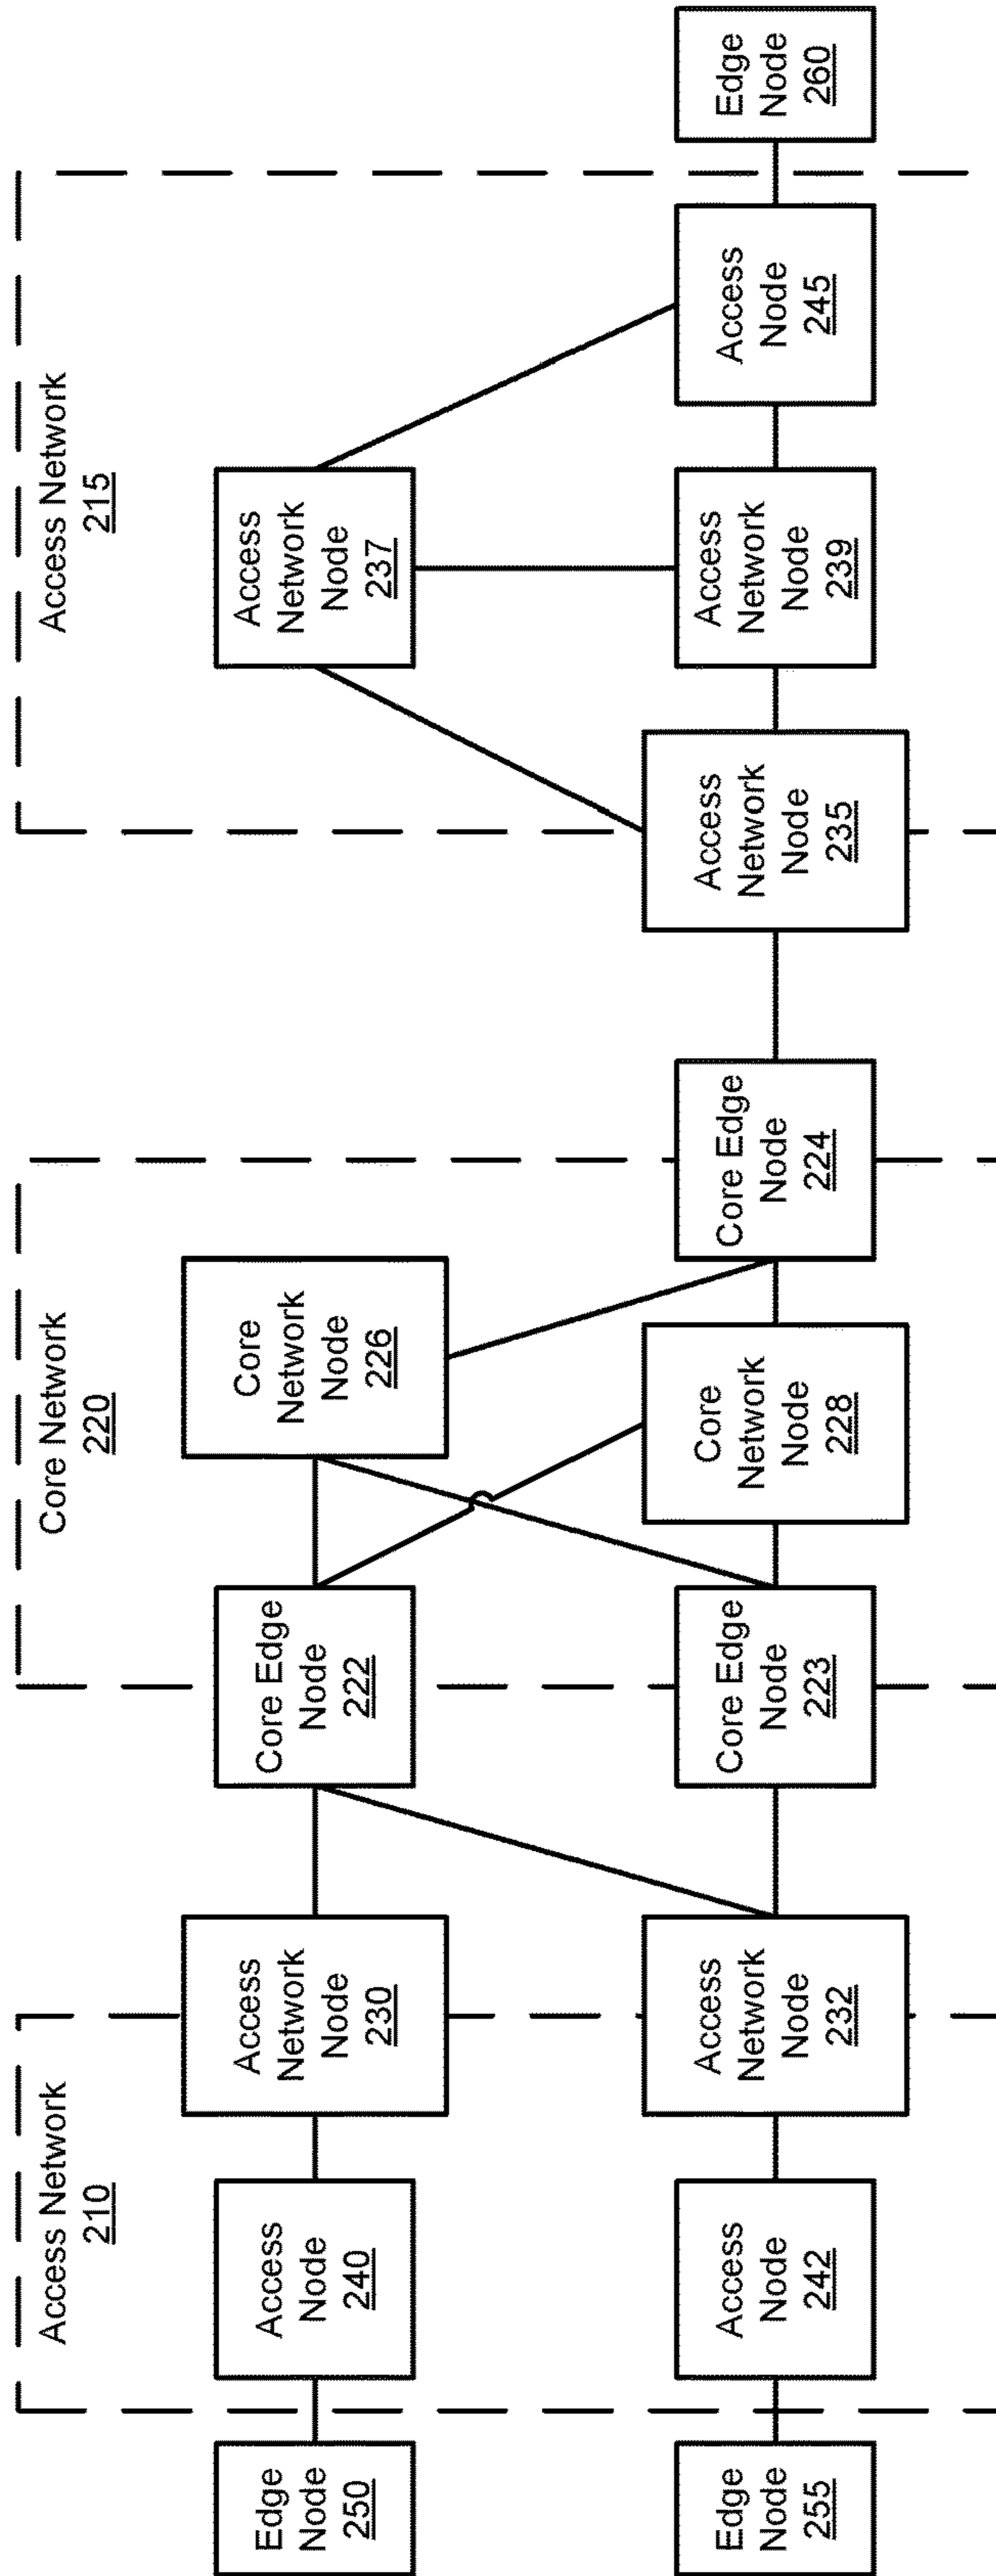 Access Network
210
Core Network
220
Access Network
215
Edge
Node
250
Access
Node
240
Access
Network
Node
230
Core Edge
Node
222
Core
Network
Node
226
Access
Network
Node
237
Edge
Node
255
Access
Node
242
Access
Network
Node
232
Core Edge
Node
223
Core
Network
Node
228
Core Edge
Node
224
Access
Network
Node
235
Access
Network
Node
239
Access
Node
245
Edge
Node
260